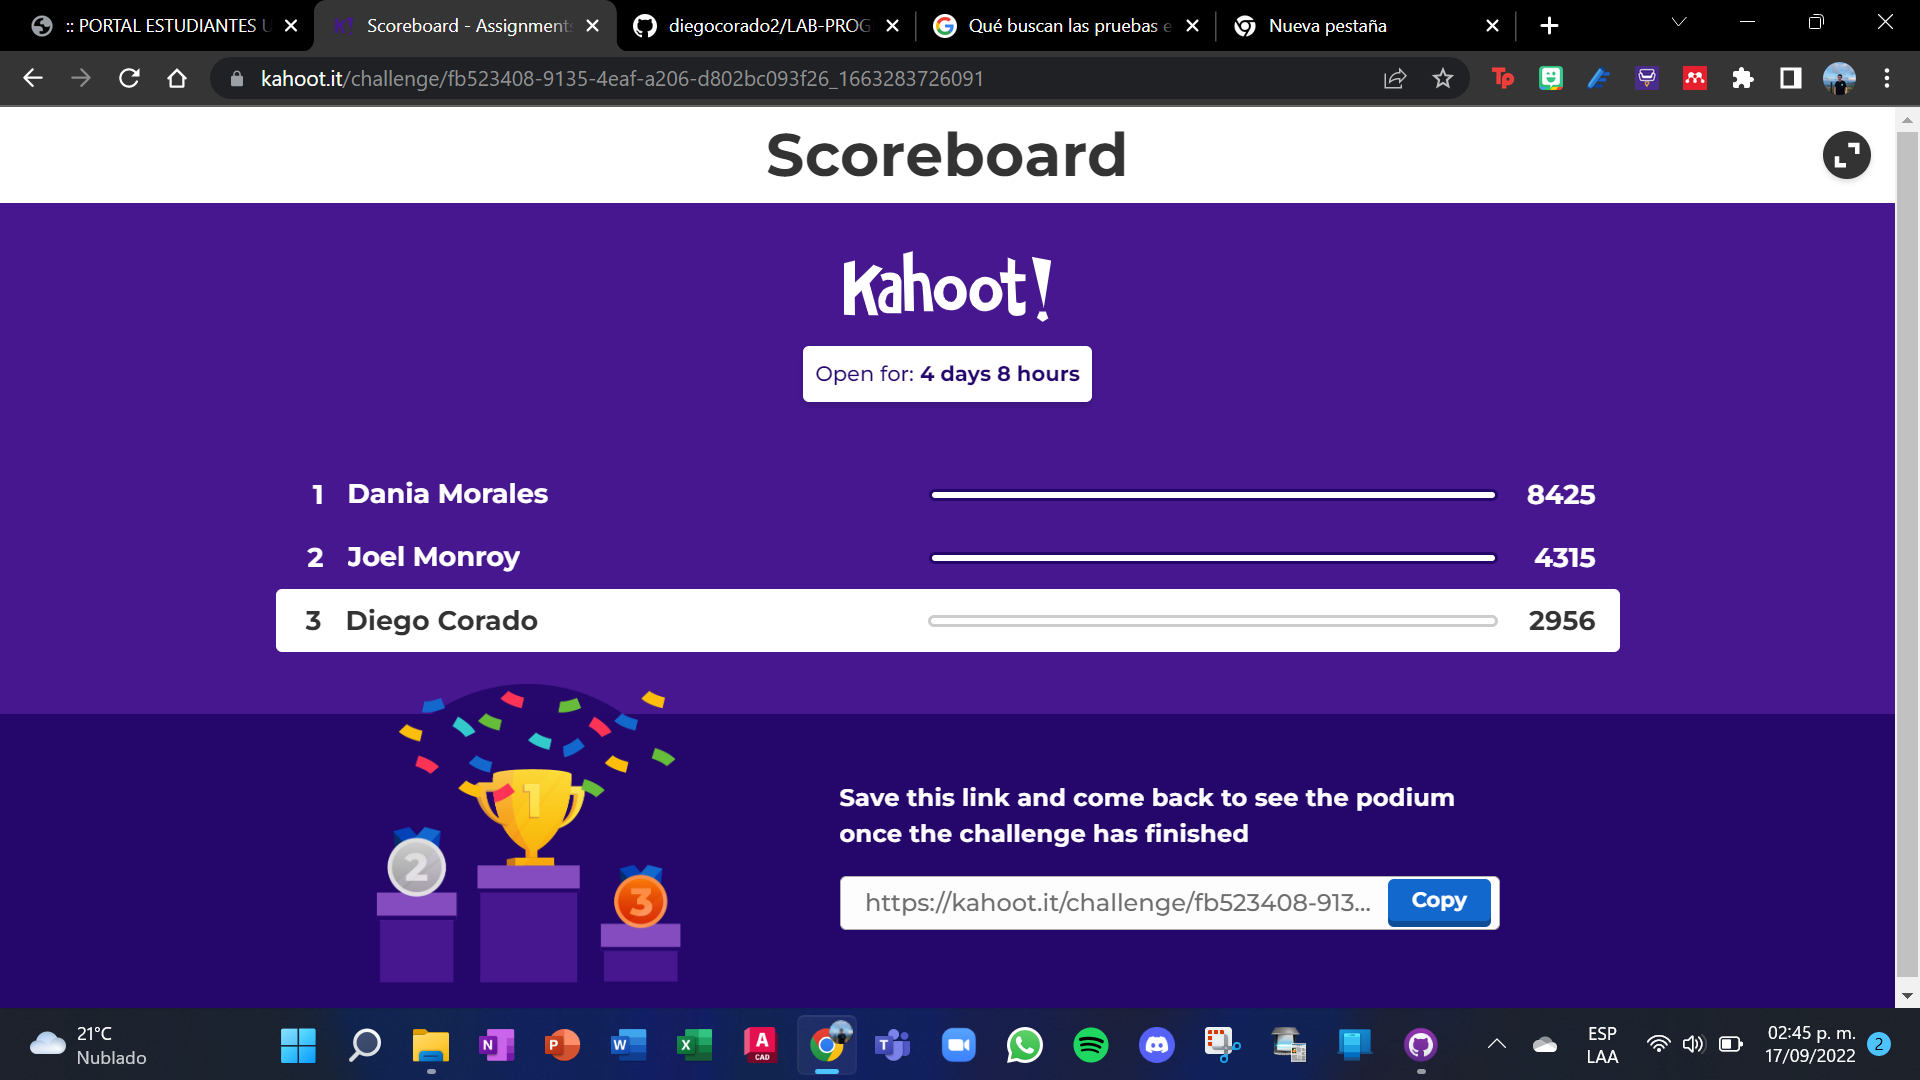 :: PORTAL ESTUDIANTES U
Scoreboard - Assignment
diegocorado2/LAB-PROG
Qué buscan las pruebas e
Nueva pestaña
kahoot.it/challenge/fb523408-9135-4eaf-a206-d802bc093f26_1663283726091
Scoreboard
Kahoot!
Open for: 4 days 8 hours
1 Dania Morales 8425
2 Joel Monroy 4315
3 Diego Corado 2956
1
2
3
Save this link and come back to see the podium
once the challenge has finished
https://kahoot.it/challenge/fb523408-913... Copy
21°C
Nublado
ESP
LAA
02:45 p. m.
17/09/2022
2